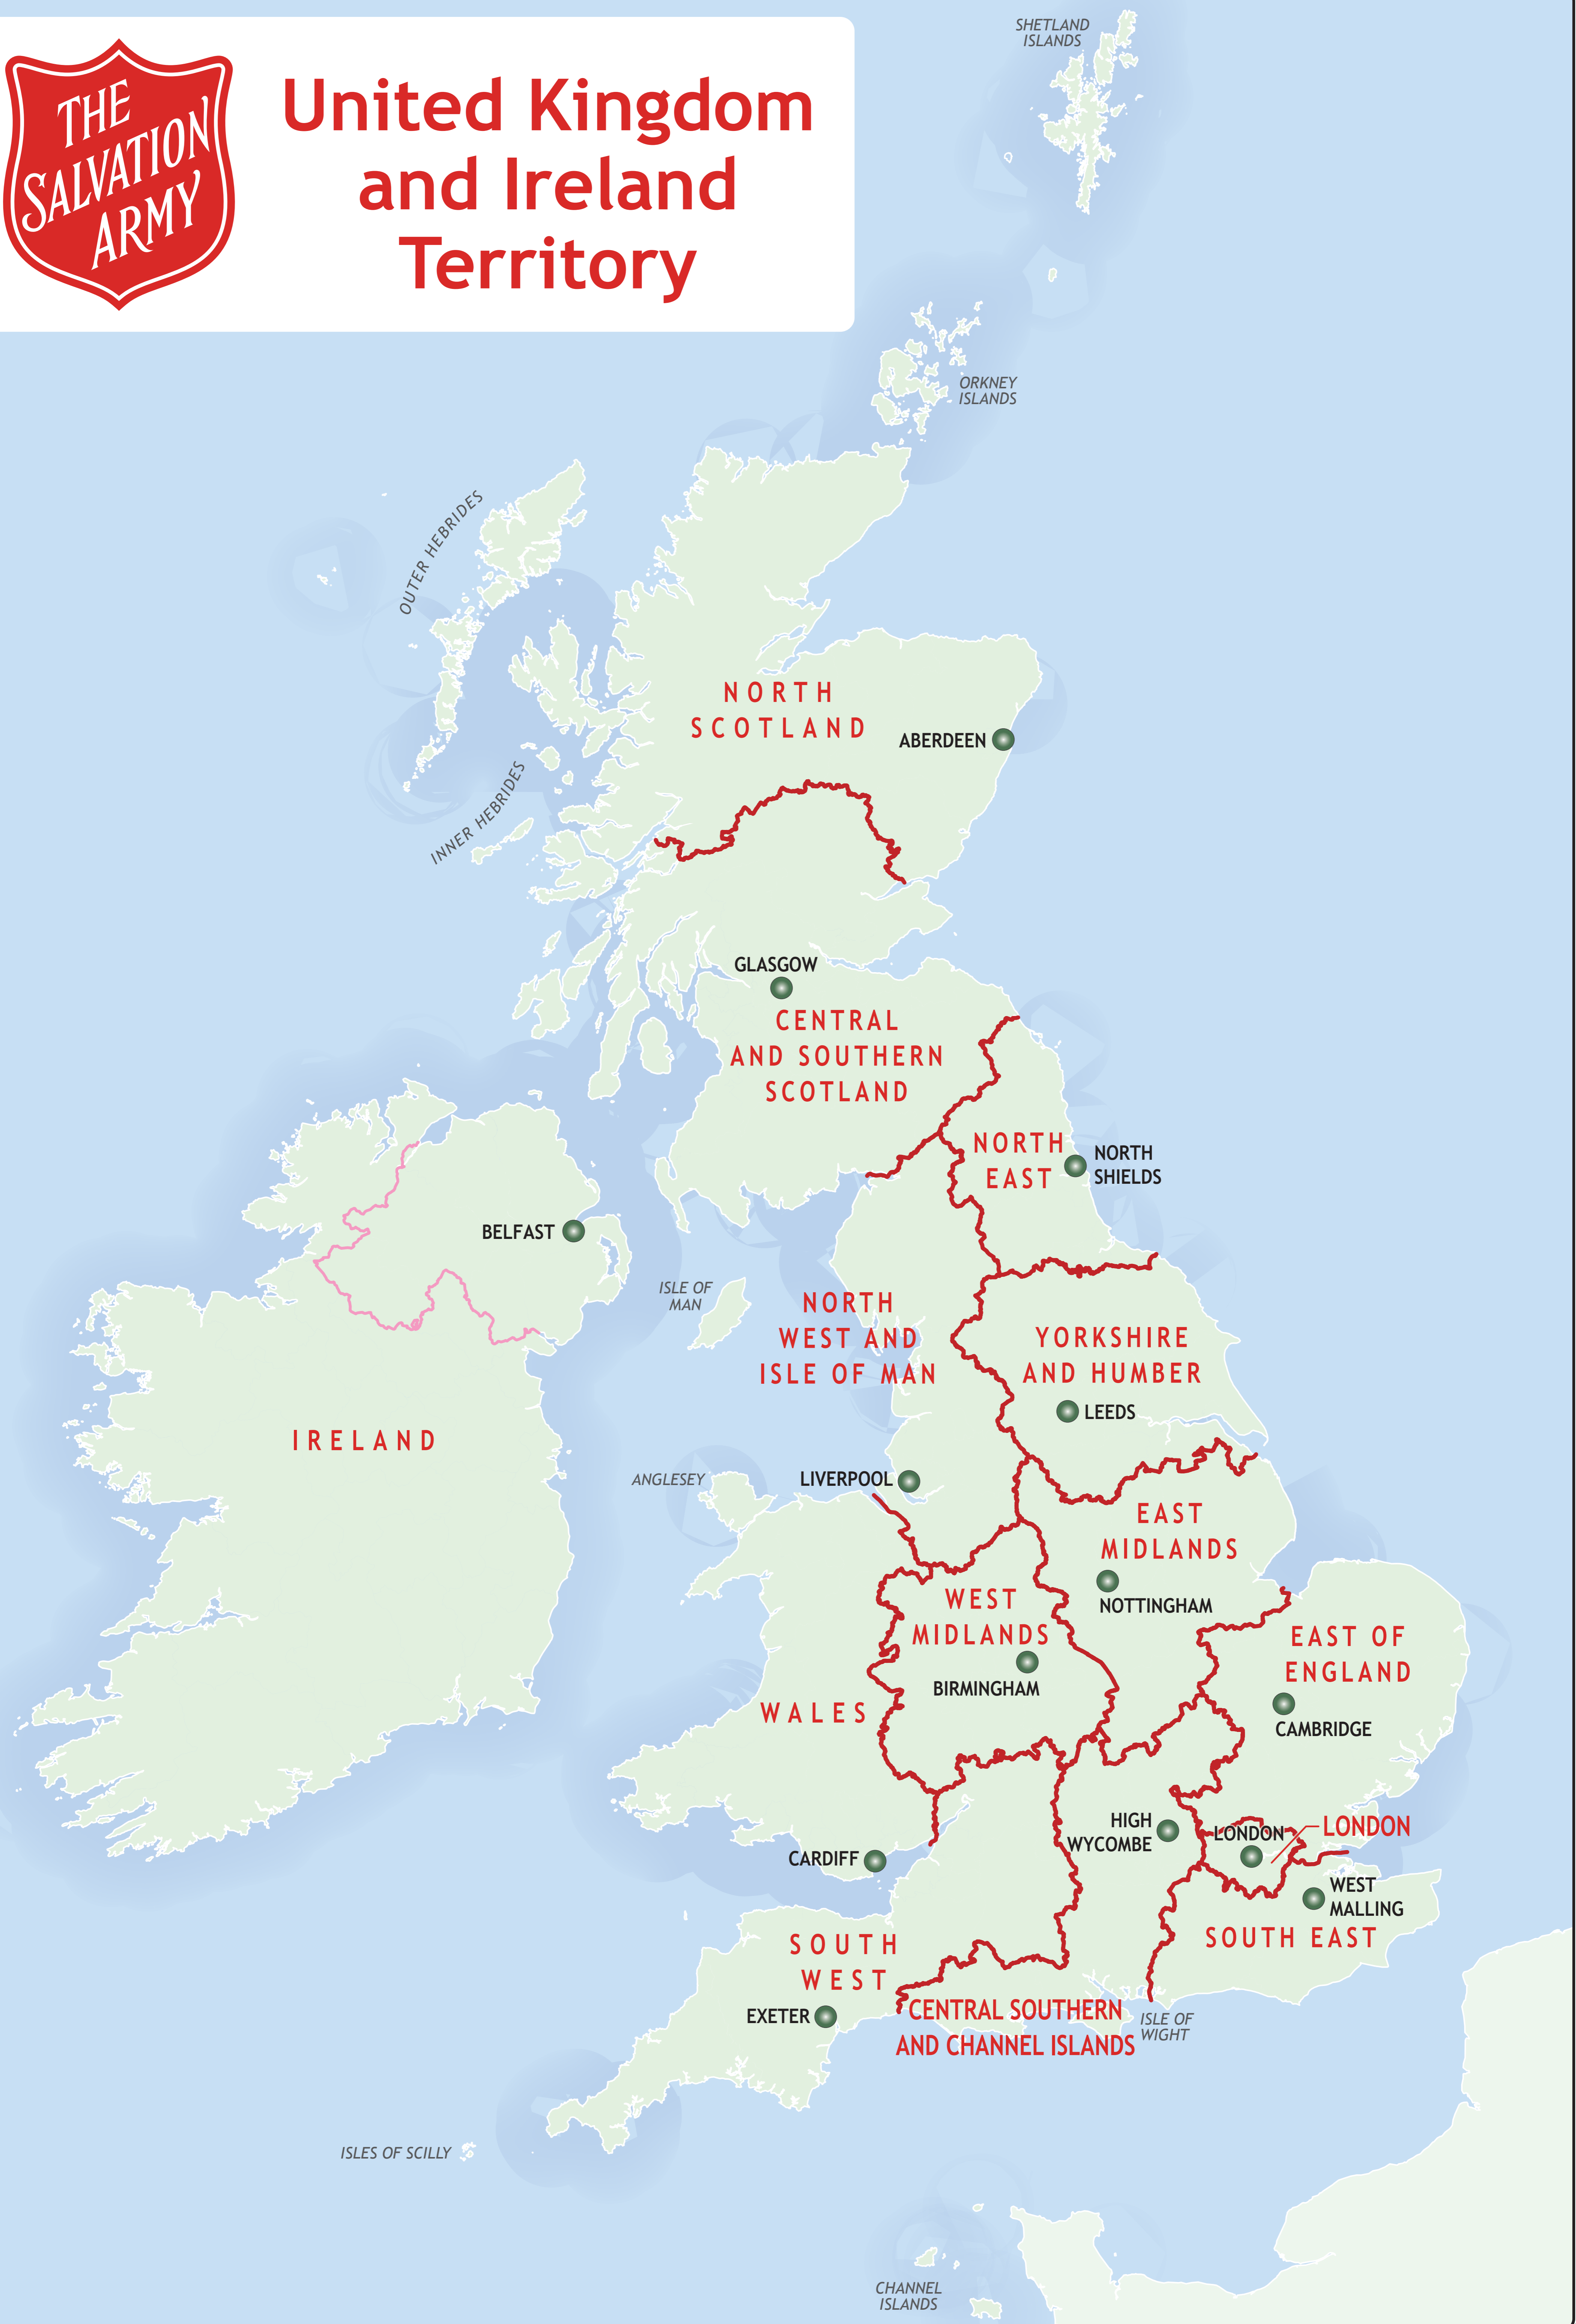 THE
SALVATION
ARMY
United Kingdom
and Ireland
Territory
SHETLAND
ISLANDS
ORKNEY
ISLANDS
OUTER HEBRIDES
INNER HEBRIDES
NORTH
SCOTLAND
ABERDEEN
GLASGOW
CENTRAL
AND SOUTHERN
SCOTLAND
NORTH
EAST
NORTH
SHIELDS
BELFAST
ISLE OF
MAN
NORTH
WEST AND
ISLE OF MAN
YORKSHIRE
AND HUMBER
LEEDS
IRELAND
ANGLESEY
LIVERPOOL
EAST
MIDLANDS
NOTTINGHAM
WEST
MIDLANDS
BIRMINGHAM
EAST OF
ENGLAND
CAMBRIDGE
WALES
HIGH
WYCOMBE
LONDON
LONDON
CARDIFF
WEST
MALLING
SOUTH EAST
SOUTH
WEST
EXETER
CENTRAL SOUTHERN
AND CHANNEL ISLANDS
ISLE OF
WIGHT
ISLES OF SCILLY
CHANNEL
ISLANDS